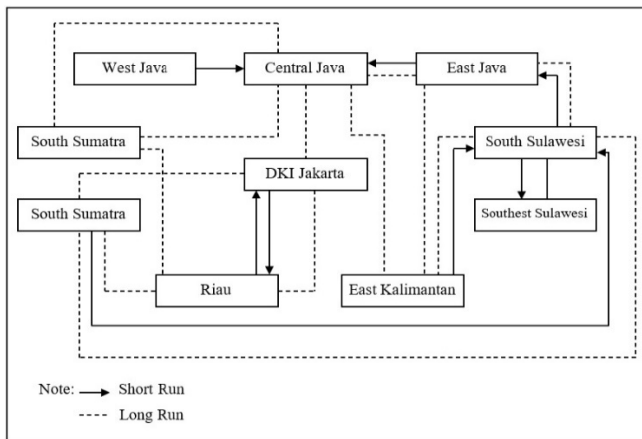 West Java
Central Java
East Java
South Sumatra
South Sulawesi
DKI Jakarta
South Sumatra
Southest Sulawesi
Riau
East Kalimantan
Note:
Short Run
Long Run